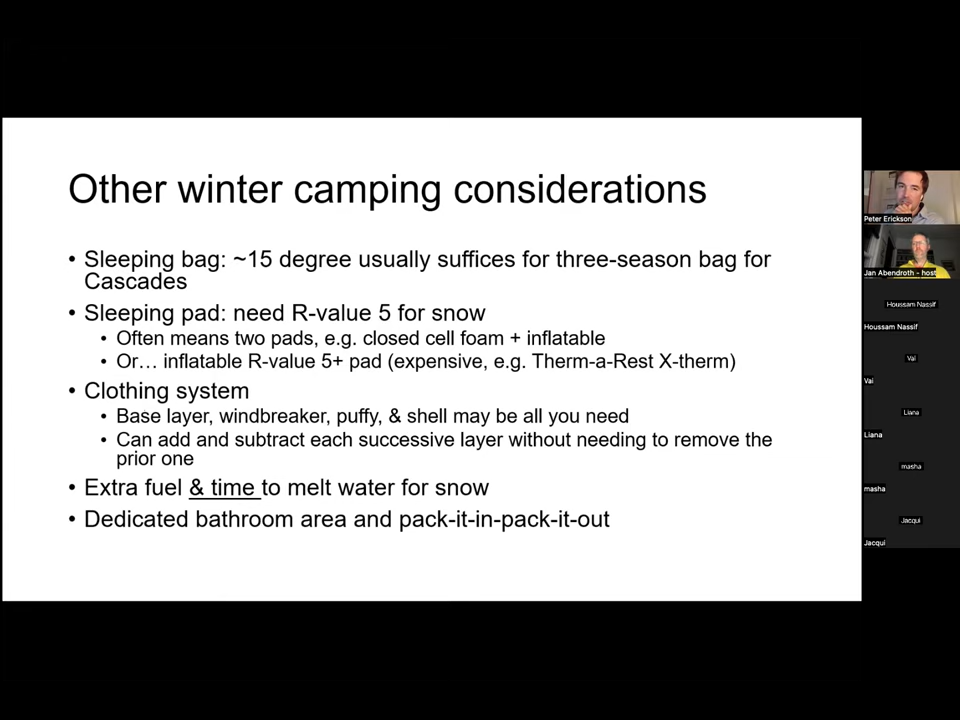 Other winter camping considerations
• Sleeping bag: ~15 degree usually suffices for three-season bag for
Cascades
• Sleeping pad: need R-value 5 for snow
• Often means two pads, e.g. closed cell foam + inflatable
• Or… inflatable R-value 5+ pad (expensive, e.g. Therm-a-Rest X-therm)
• Clothing system
• Base layer, windbreaker, puffy, & shell may be all you need
• Can add and subtract each successive layer without needing to remove the
prior one
• Extra fuel & time to melt water for snow
• Dedicated bathroom area and pack-it-in-pack-it-out
Peter Erickson
Jan Abendroth - host
Houssam Nassif
Houssam Nassif
Vai
Vai
Liana
Liana
masha
masha
Jacqui
Jacqui